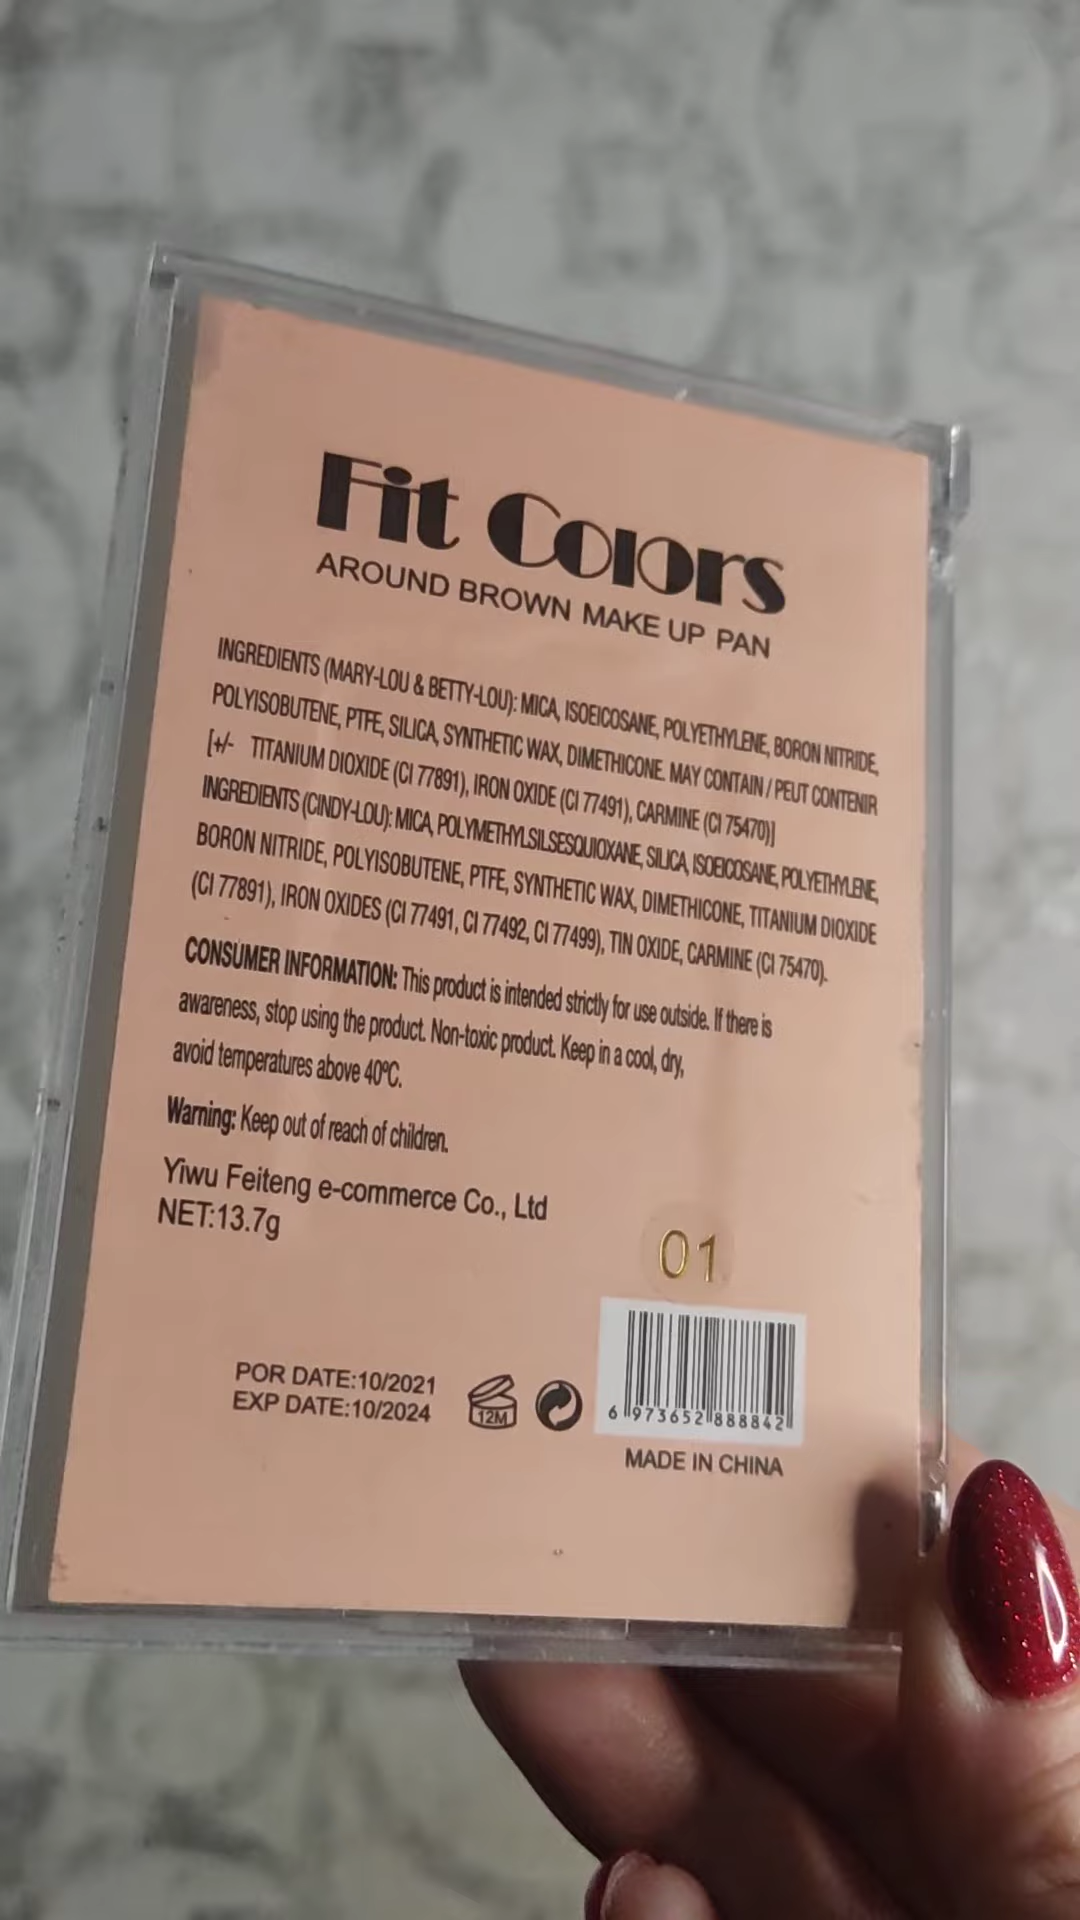 Fit Colors
AROUND BROWN MAKE UP PAN
INGREDIENTS (MARY-LOU & BETTY-LOU): MICA, ISOEICOSANE, POLYETHYLENE, BORON NITRIDE,
POLYISOBUTENE, PTFE, SILICA, SYNTHETIC WAX, DIMETHICONE. MAY CONTAIN / PEUT CONTENIR
[+/- TITANIUM DIOXIDE (CI 77891), IRON OXIDE (CI 77491), CARMINE (CI 75470)]
INGREDIENTS (CINDY-LOU): MICA, POLYMETHYLSILSESQUIOXANE, SILICA, ISOEICOSANE, POLYETHYLENE,
BORON NITRIDE, POLYISOBUTENE, PTFE, SYNTHETIC WAX, DIMETHICONE, TITANIUM DIOXIDE
(CI 77891), IRON OXIDES (CI 77491, CI 77492, CI 77499), TIN OXIDE, CARMINE (CI 75470).
CONSUMER INFORMATION: This product is intended strictly for use outside. If there is
awareness, stop using the product. Non-toxic product. Keep in a cool, dry,
avoid temperatures above 40ºC.
Warning: Keep out of reach of children.
Yiwu Feiteng e-commerce Co., Ltd
NET:13.7g
01
POR DATE:10/2021
EXP DATE:10/2024
12M
6 973652 888842
MADE IN CHINA